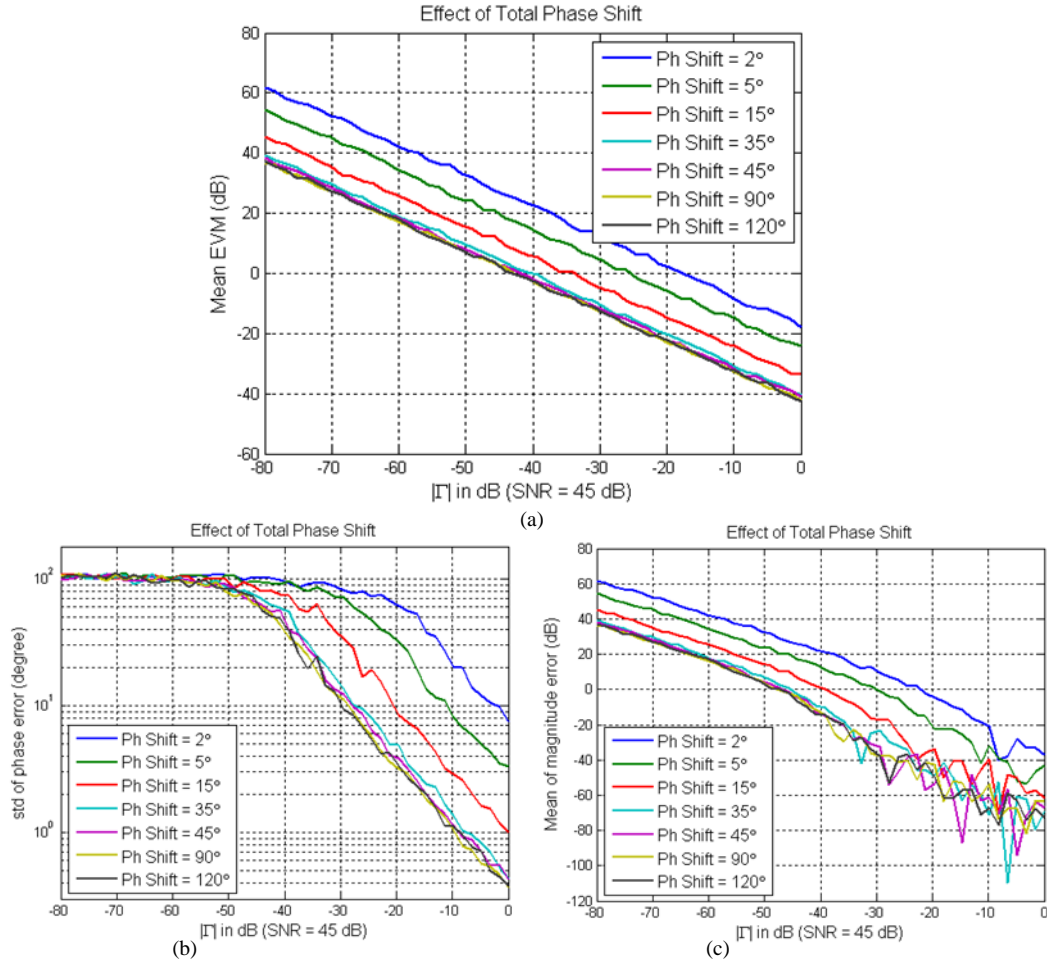 Effect of Total Phase Shift
80
60
40
20
0
-20
-40
-60
Mean EVM (dB)
Ph Shift = 2°
Ph Shift = 5°
Ph Shift = 15°
Ph Shift = 35°
Ph Shift = 45°
Ph Shift = 90°
Ph Shift = 120°
-80 -70 -60 -50 -40 -30 -20 -10 0
|Γ| in dB (SNR = 45 dB)
(a)
Effect of Total Phase Shift
10²
10¹
10⁰
std of phase error (degree)
Ph Shift = 2°
Ph Shift = 5°
Ph Shift = 15°
Ph Shift = 35°
Ph Shift = 45°
Ph Shift = 90°
Ph Shift = 120°
-80 -70 -60 -50 -40 -30 -20 -10 0
|Γ| in dB (SNR = 45 dB)
(b)
Effect of Total Phase Shift
80
60
40
20
0
-20
-40
-60
-80
-100
-120
Mean of magnitude error (dB)
Ph Shift = 2°
Ph Shift = 5°
Ph Shift = 15°
Ph Shift = 35°
Ph Shift = 45°
Ph Shift = 90°
Ph Shift = 120°
-80 -70 -60 -50 -40 -30 -20 -10 0
|Γ| in dB (SNR = 45 dB)
(c)